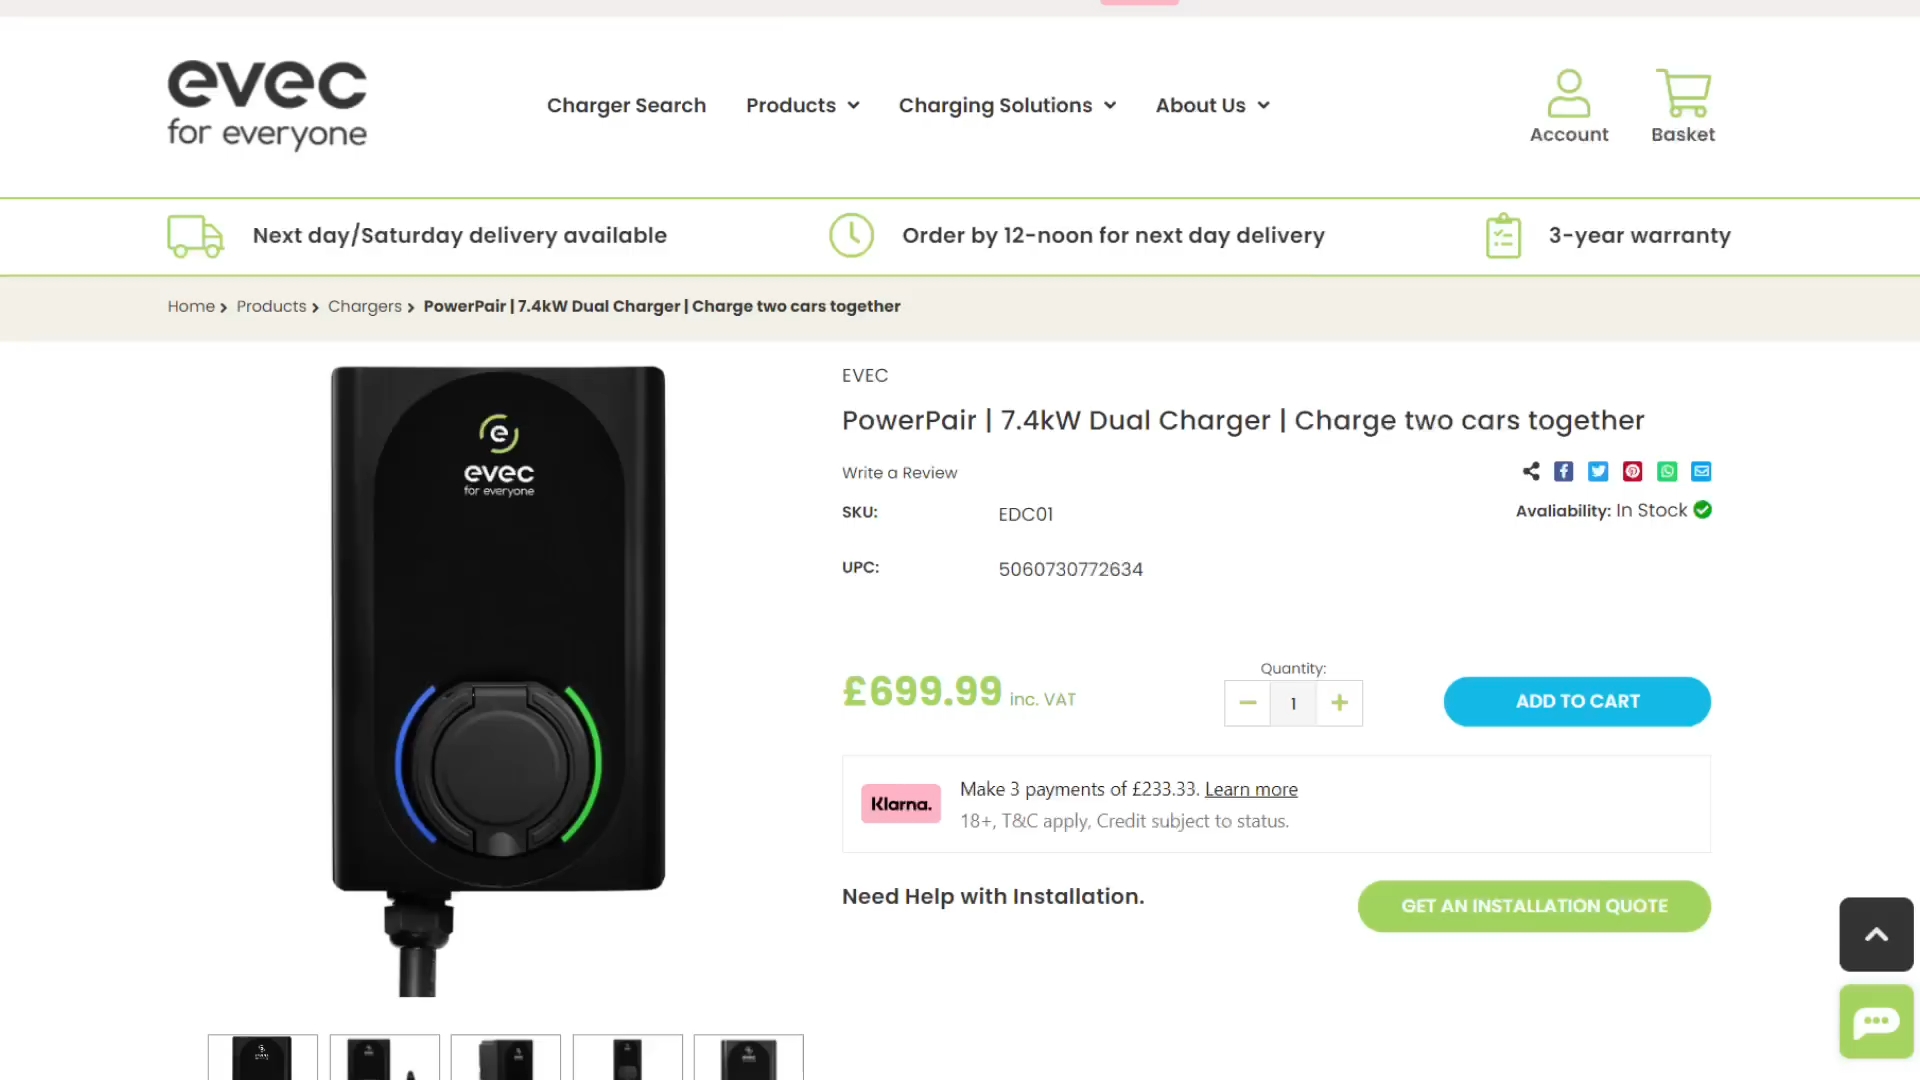 evec
for everyone
Charger Search
Products
Charging Solutions
About Us
Account
Basket
Next day/Saturday delivery available
Order by 12-noon for next day delivery
3-year warranty
Home
Products
Chargers
PowerPair | 7.4kW Dual Charger | Charge two cars together
e
evec
for everyone
EVEC
PowerPair | 7.4kW Dual Charger | Charge two cars together
Write a Review
SKU:
EDC01
Avaliability: In Stock
UPC:
5060730772634
£699.99 inc. VAT
Quantity:
1
ADD TO CART
Klarna.
Make 3 payments of £233.33. Learn more
18+, T&C apply, Credit subject to status.
Need Help with Installation.
GET AN INSTALLATION QUOTE
evec